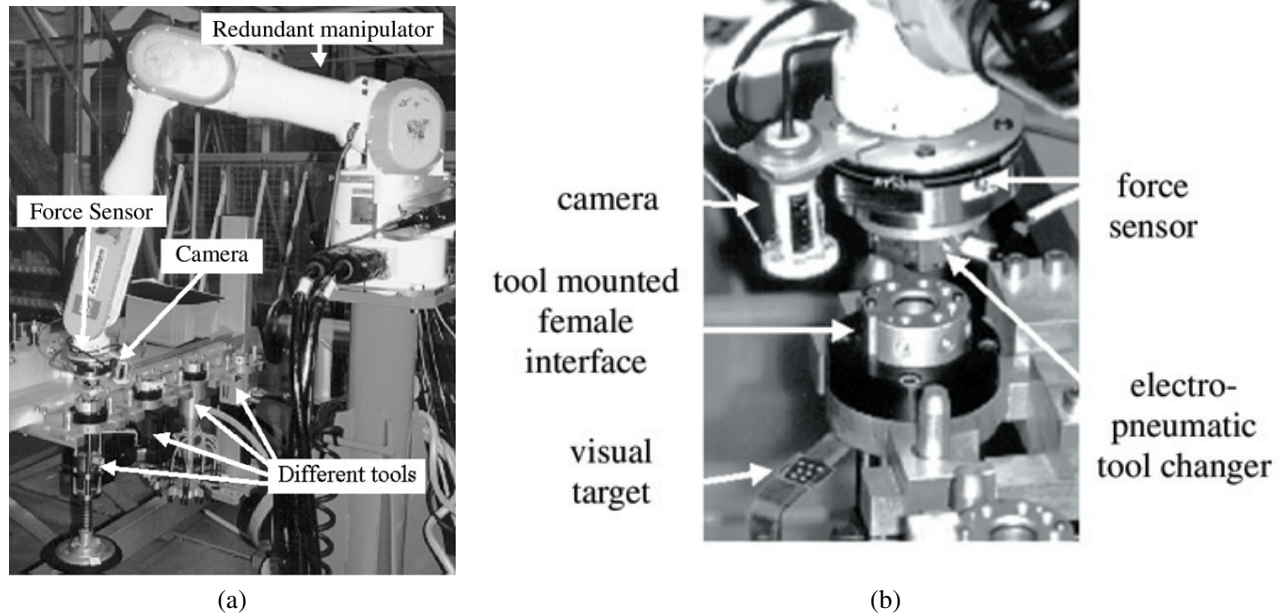 Redundant manipulator
Force Sensor
Camera
Different tools
(a)
camera
tool mounted
female
interface
visual
target
force
sensor
electro-
pneumatic
tool changer
(b)